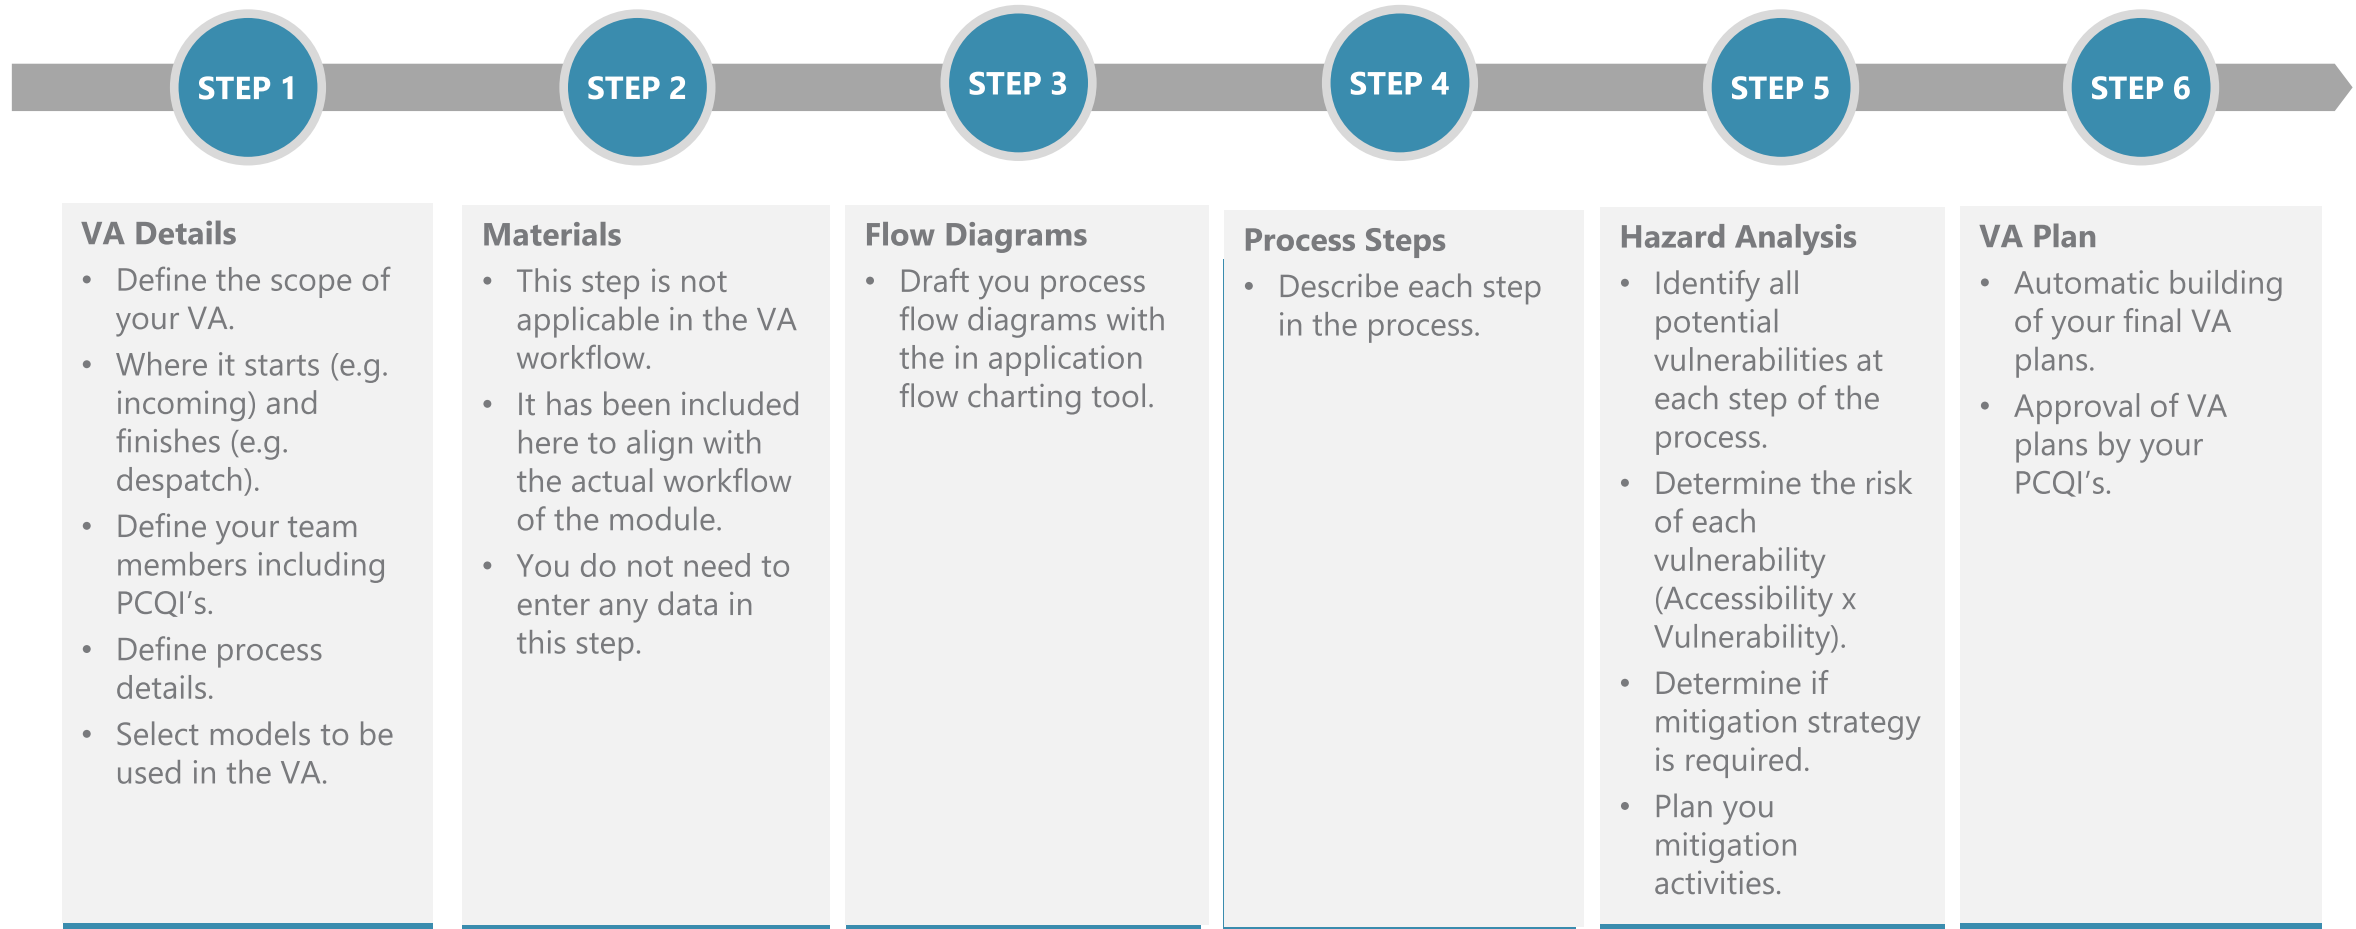 STEP 1
STEP 2
STEP 3
STEP 4
STEP 5
STEP 6
VA Details
• Define the scope of
your VA.
• Where it starts (e.g.
incoming) and
finishes (e.g.
despatch).
• Define your team
members including
PCQI’s.
• Define process
details.
• Select models to be
used in the VA.
Materials
• This step is not
applicable in the VA
workflow.
• It has been included
here to align with
the actual workflow
of the module.
• You do not need to
enter any data in
this step.
Flow Diagrams
• Draft you process
flow diagrams with
the in application
flow charting tool.
Process Steps
• Describe each step
in the process.
Hazard Analysis
• Identify all
potential
vulnerabilities at
each step of the
process.
• Determine the risk
of each
vulnerability
(Accessibility x
Vulnerability).
• Determine if
mitigation strategy
is required.
• Plan you
mitigation
activities.
VA Plan
• Automatic building
of your final VA
plans.
• Approval of VA
plans by your
PCQI’s.